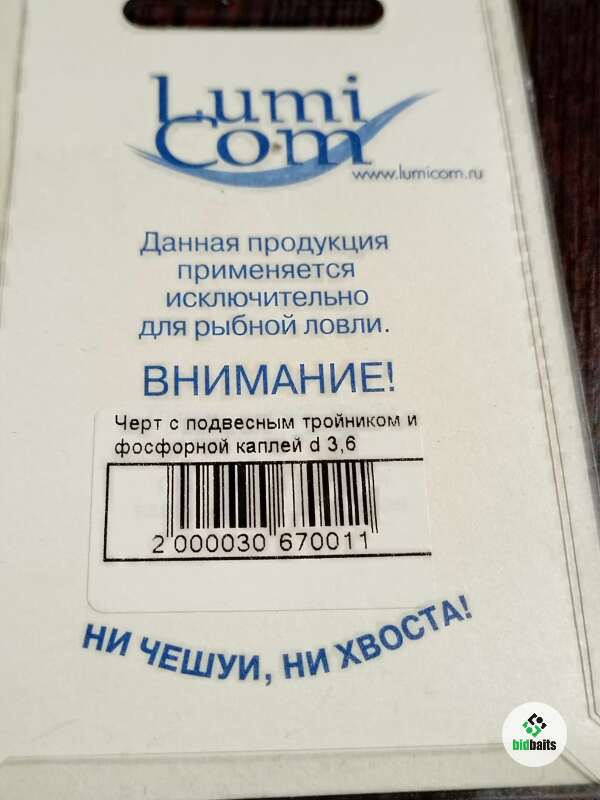 Lumi
Com
www.lumicom.ru
Данная продукция
применяется
исключительно
для рыбной ловли.
ВНИМАНИЕ!
Черт с подвесным тройником и
фосфорной каплей d 3,6
2 000030 670011
НИ ЧЕШУИ, НИ ХВОСТА!
bidbaits